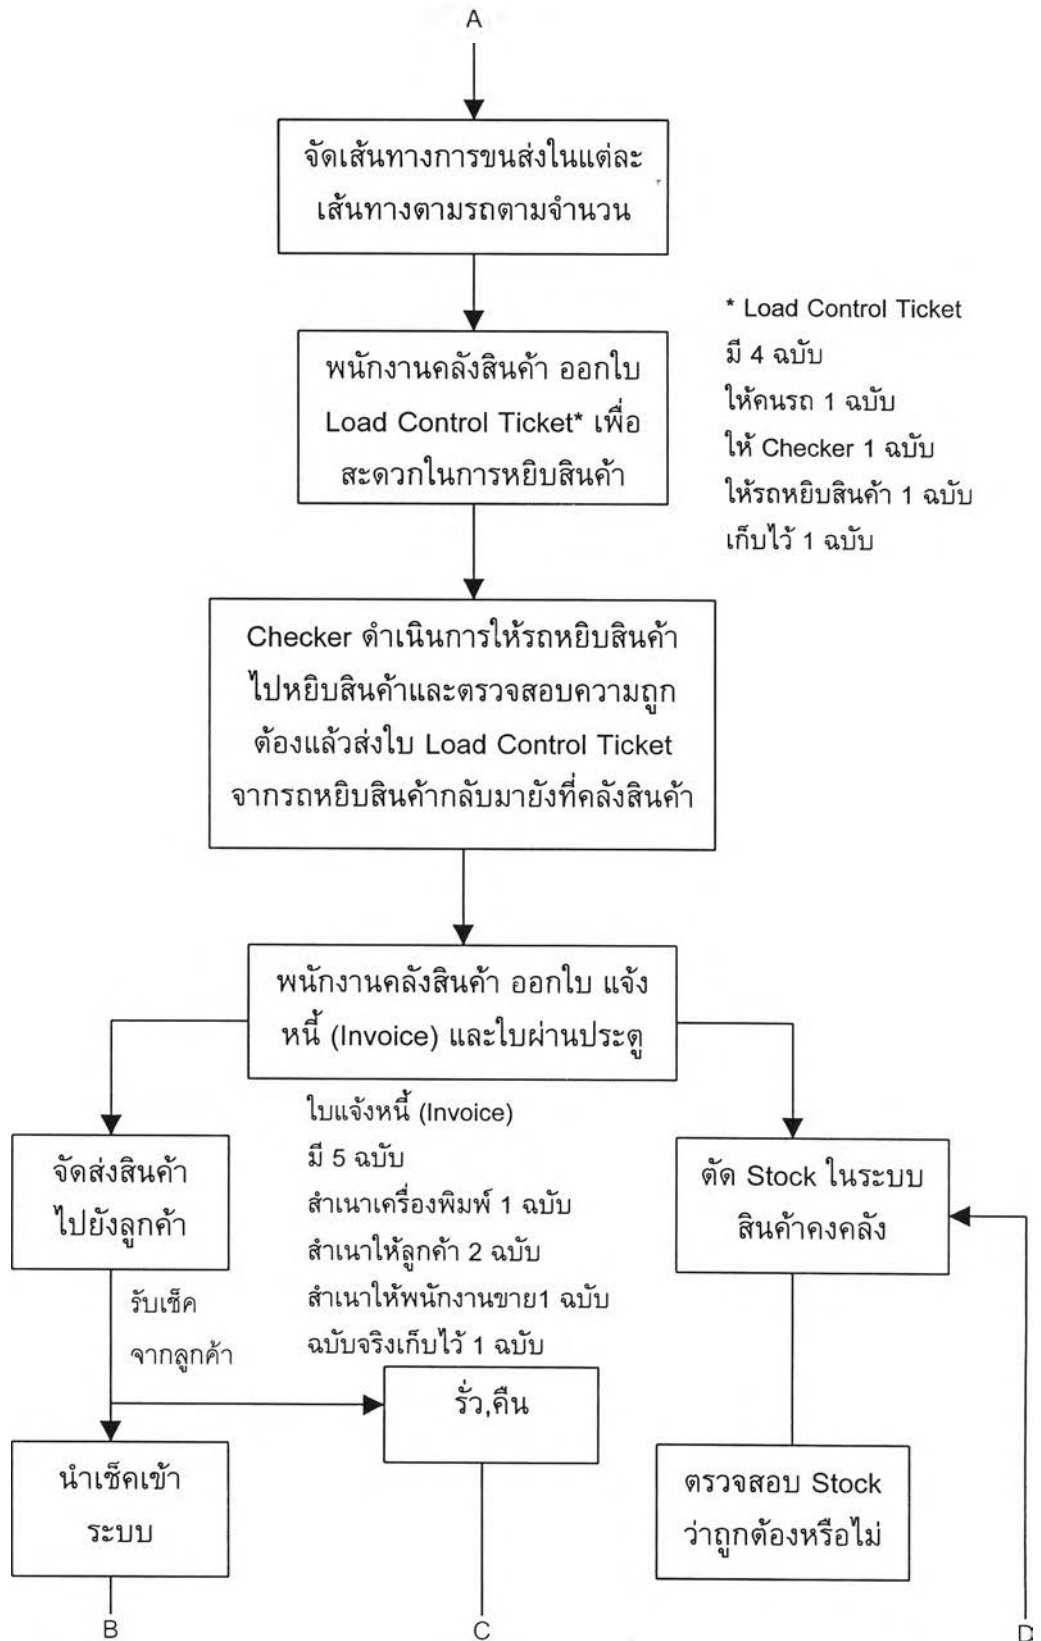 A
จัดเส้นทางการขนส่งในแต่ละ
เส้นทางตามรถตามจำนวน
พนักงานคลังสินค้า ออกใบ
Load Control Ticket* เพื่อ
สะดวกในการหยิบสินค้า
* Load Control Ticket
มี 4 ฉบับ
ให้คนรถ 1 ฉบับ
ให้ Checker 1 ฉบับ
ให้รถหยิบสินค้า 1 ฉบับ
เก็บไว้ 1 ฉบับ
Checker ดำเนินการให้รถหยิบสินค้า
ไปหยิบสินค้าและตรวจสอบความถูก
ต้องแล้วส่งใบ Load Control Ticket
จากรถหยิบสินค้ากลับมายังที่คลังสินค้า
พนักงานคลังสินค้า ออกใบ แจ้ง
หนี้ (Invoice) และใบผ่านประตู
ใบแจ้งหนี้ (Invoice)
มี 5 ฉบับ
สำเนาเครื่องพิมพ์ 1 ฉบับ
สำเนาให้ลูกค้า 2 ฉบับ
สำเนาให้พนักงานขาย1 ฉบับ
ฉบับจริงเก็บไว้ 1 ฉบับ
จัดส่งสินค้า
ไปยังลูกค้า
ตัด Stock ในระบบ
สินค้าคงคลัง
รับเช็ค
จากลูกค้า
รั่ว,คืน
นำเช็คเข้า
ระบบ
ตรวจสอบ Stock
ว่าถูกต้องหรือไม่
B
C
D